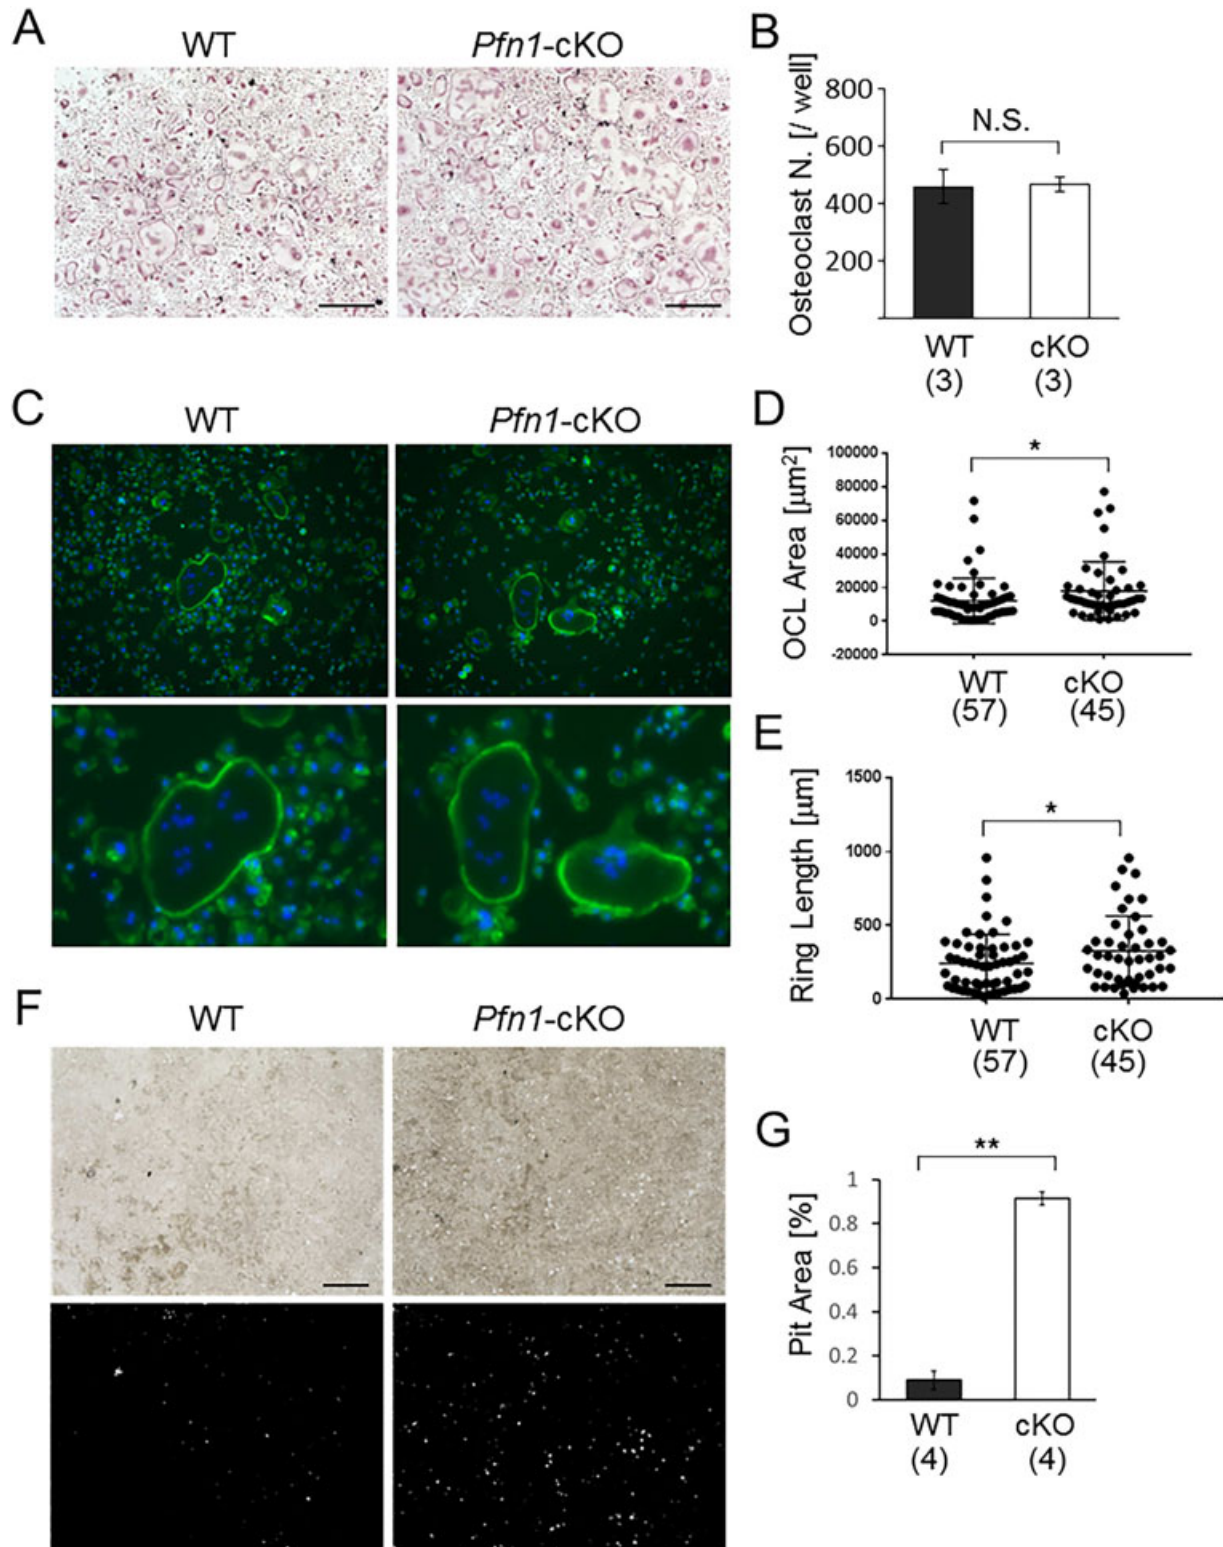 A
WT
Pfn1-cKO
B
Osteoclast N. [/ well]
800
600
400
200
N.S.
WT
cKO
(3)
(3)
C
WT
Pfn1-cKO
D
OCL Area [μm²]
100000
80000
60000
40000
20000
0
-20000
*
WT
cKO
(57)
(45)
E
Ring Length [μm]
1500
1000
500
0
*
WT
cKO
(57)
(45)
F
WT
Pfn1-cKO
G
Pit Area [%]
1
0.8
0.6
0.4
0.2
0
**
WT
cKO
(4)
(4)